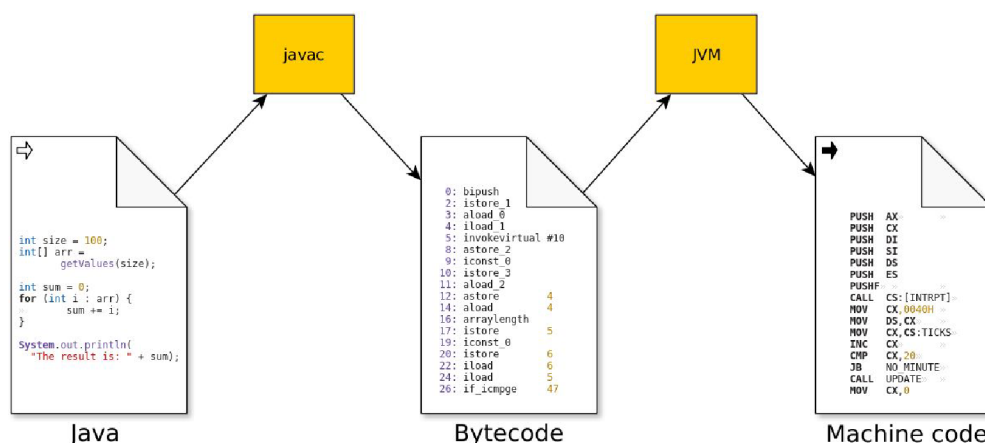 javac
JVM
int size = 100;
int[] arr =
getValues(size);
int sum = 0;
for (int i : arr) {
sum += i;
}
System.out.println(
"The result is: " + sum);
Java
0: bipush
2: istore_1
3: aload_0
4: iload_1
5: invokevirtual #10
8: astore_2
9: iconst_0
10: istore_3
11: aload_2
12: astore 4
14: aload 4
16: arraylength
17: istore 5
19: iconst_0
20: istore 6
22: iload 6
24: iload 5
26: if_icmpge 47
Bytecode
PUSH AX
PUSH CX
PUSH DI
PUSH SI
PUSH DS
PUSH ES
PUSHF
CALL CS:[INTRPT]
MOV CX,0040H
MOV DS,CX
MOV CX,CS:TICKS
INC CX
CMP CX,20
JB NO_MINUTE
CALL UPDATE
MOV CX,0
Machine code